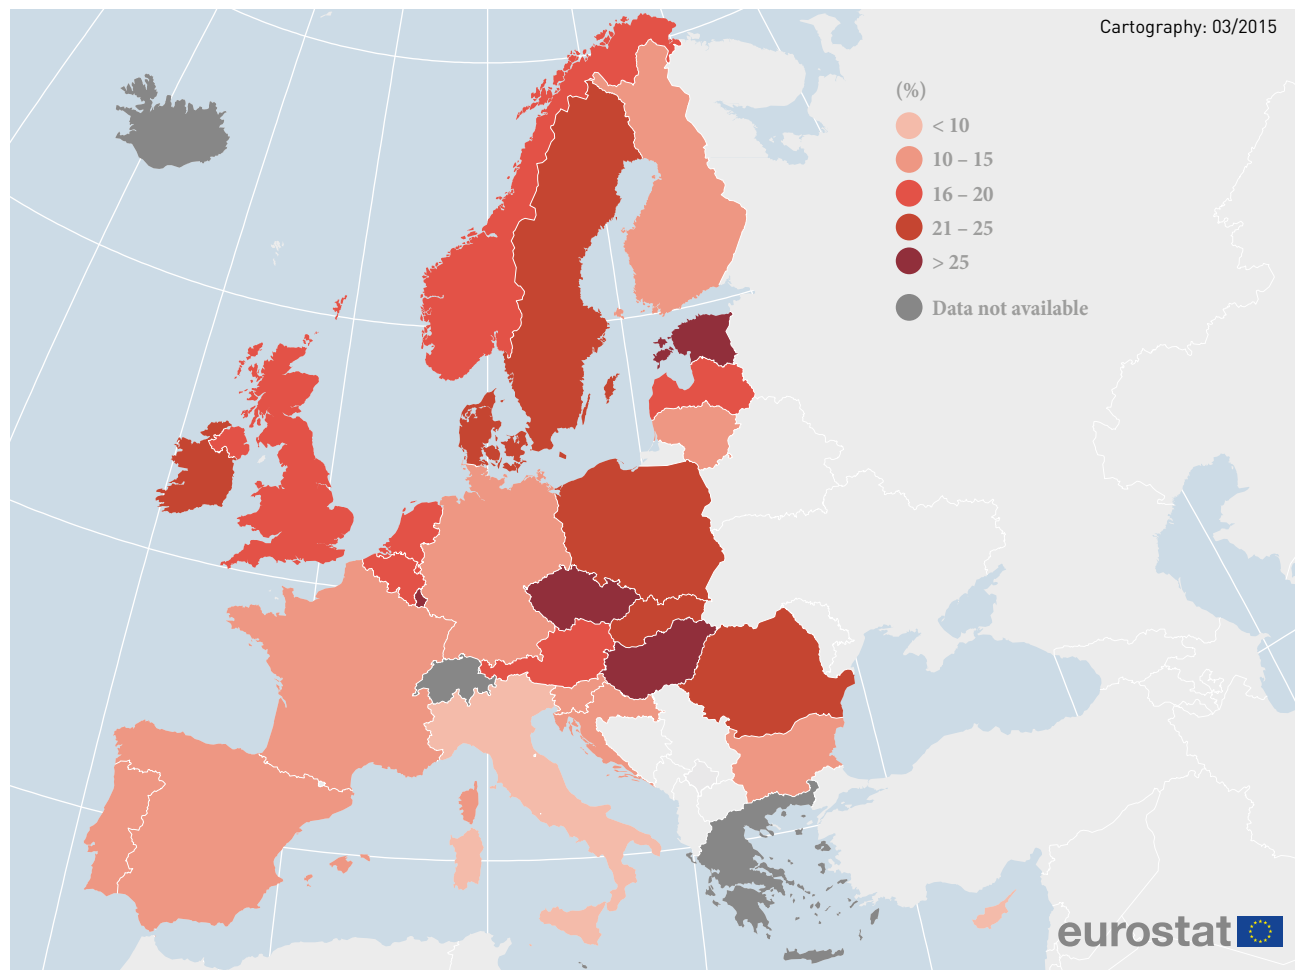 Cartography: 03/2015
(%)
< 10
10 – 15
16 – 20
21 – 25
> 25
Data not available
eurostat